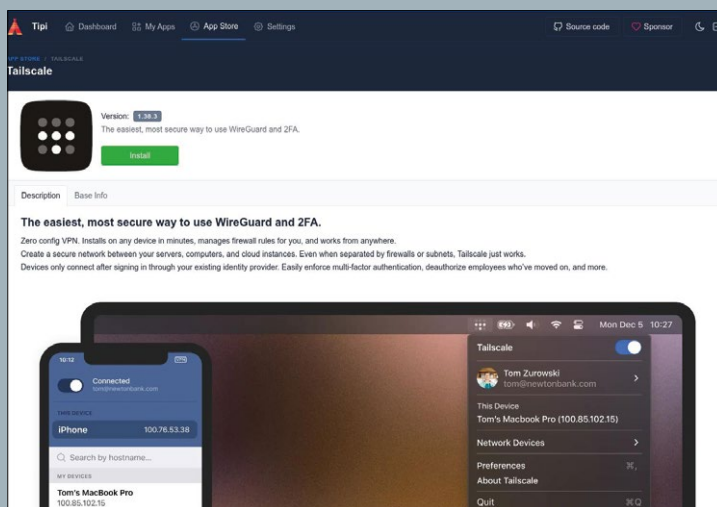 Tipi Dashboard My Apps App Store Settings Source code Sponsor
APP STORE / TAILSCALE
Tailscale
Version: 1.38.3
The easiest, most secure way to use WireGuard and 2FA.
Install
Description Base Info
The easiest, most secure way to use WireGuard and 2FA.
Zero config VPN. Installs on any device in minutes, manages firewall rules for you, and works from anywhere.
Create a secure network between your servers, computers, and cloud instances. Even when separated by firewalls or subnets, Tailscale just works.
Devices only connect after signing in through your existing identity provider. Easily enforce multi-factor authentication, deauthorize employees who've moved on, and more.
Mon Dec 5 10:27
Tailscale
Tom Zurowski
tom@newtonbank.com
This Device
Tom's Macbook Pro (100.85.102.15)
Network Devices
Preferences ⌘,
About Tailscale
Quit ⌘Q
10:12
Connected
tom@newtonbank.com
THIS DEVICE
iPhone 100.76.53.38
Search by hostname...
MY DEVICES
Tom's MacBook Pro
100.85.102.15